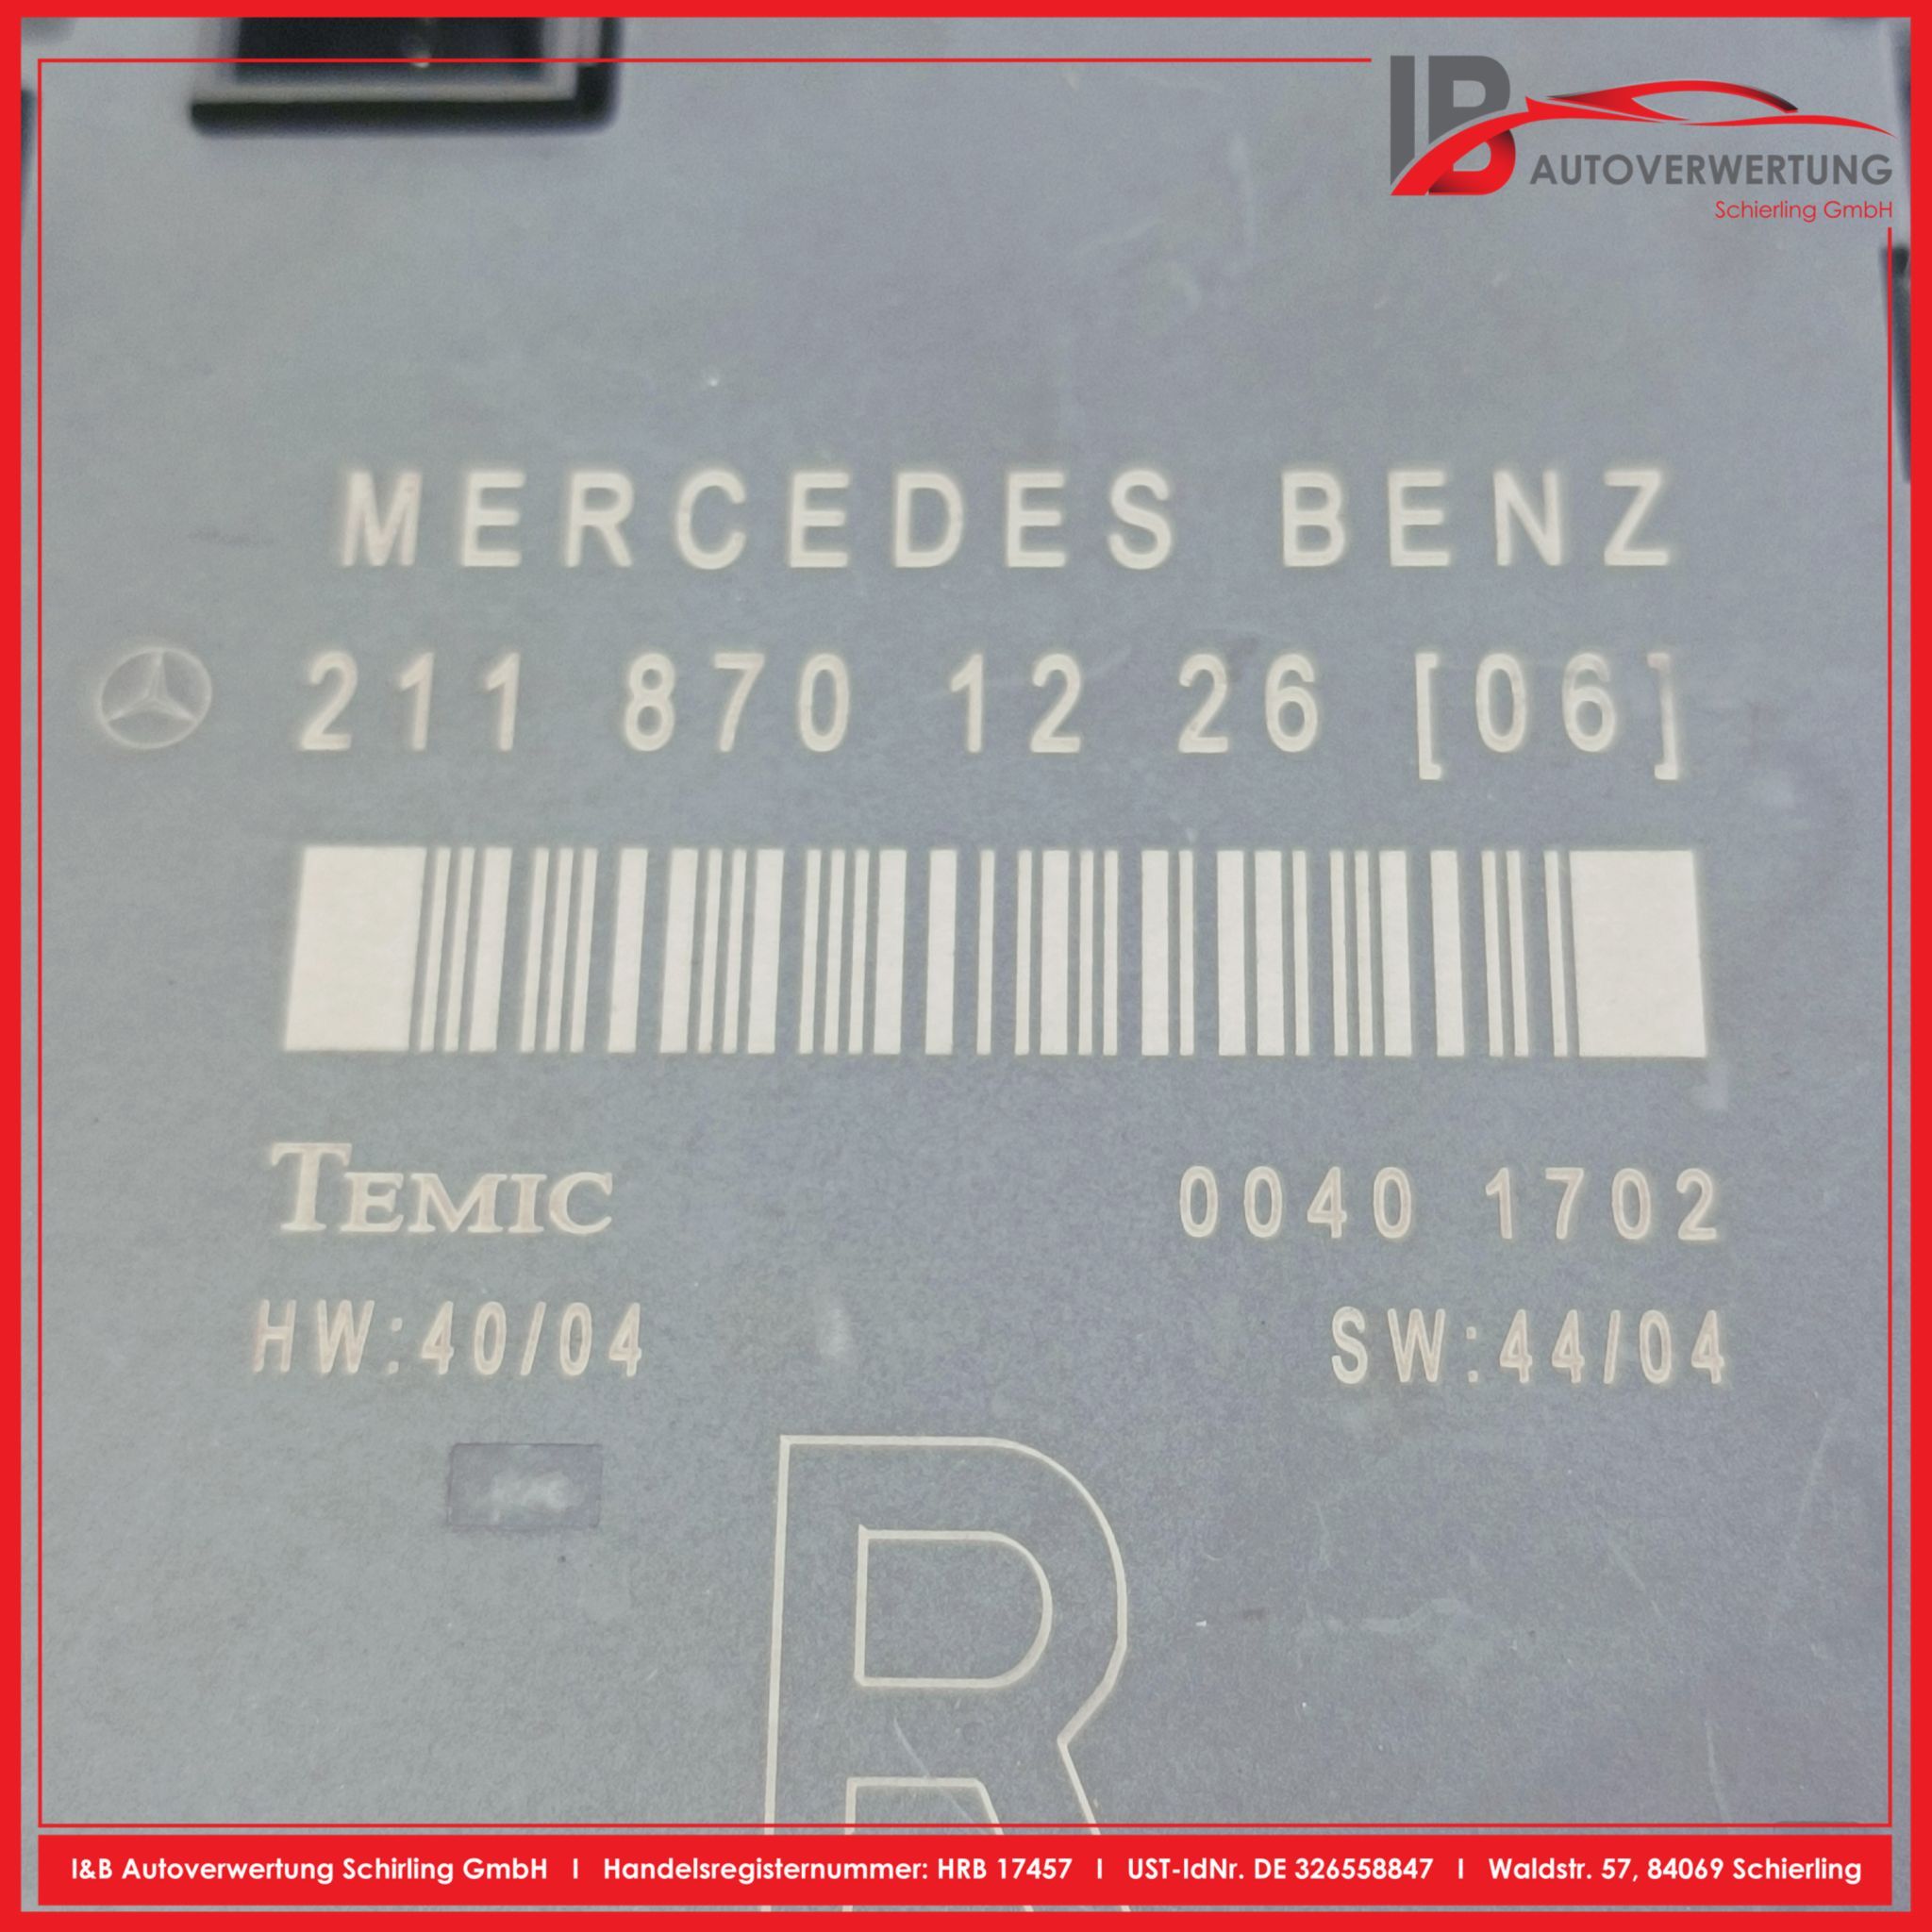 IB AUTOVERWERTUNG
Schierling GmbH
MERCEDES BENZ
211 870 12 26 [06]
TEMIC 0040 1702
HW:40/04 SW:44/04
R
I&B Autoverwertung Schirling GmbH I Handelsregisternummer: HRB 17457 I UST-IdNr. DE 326558847 I Waldstr. 57, 84069 Schierling